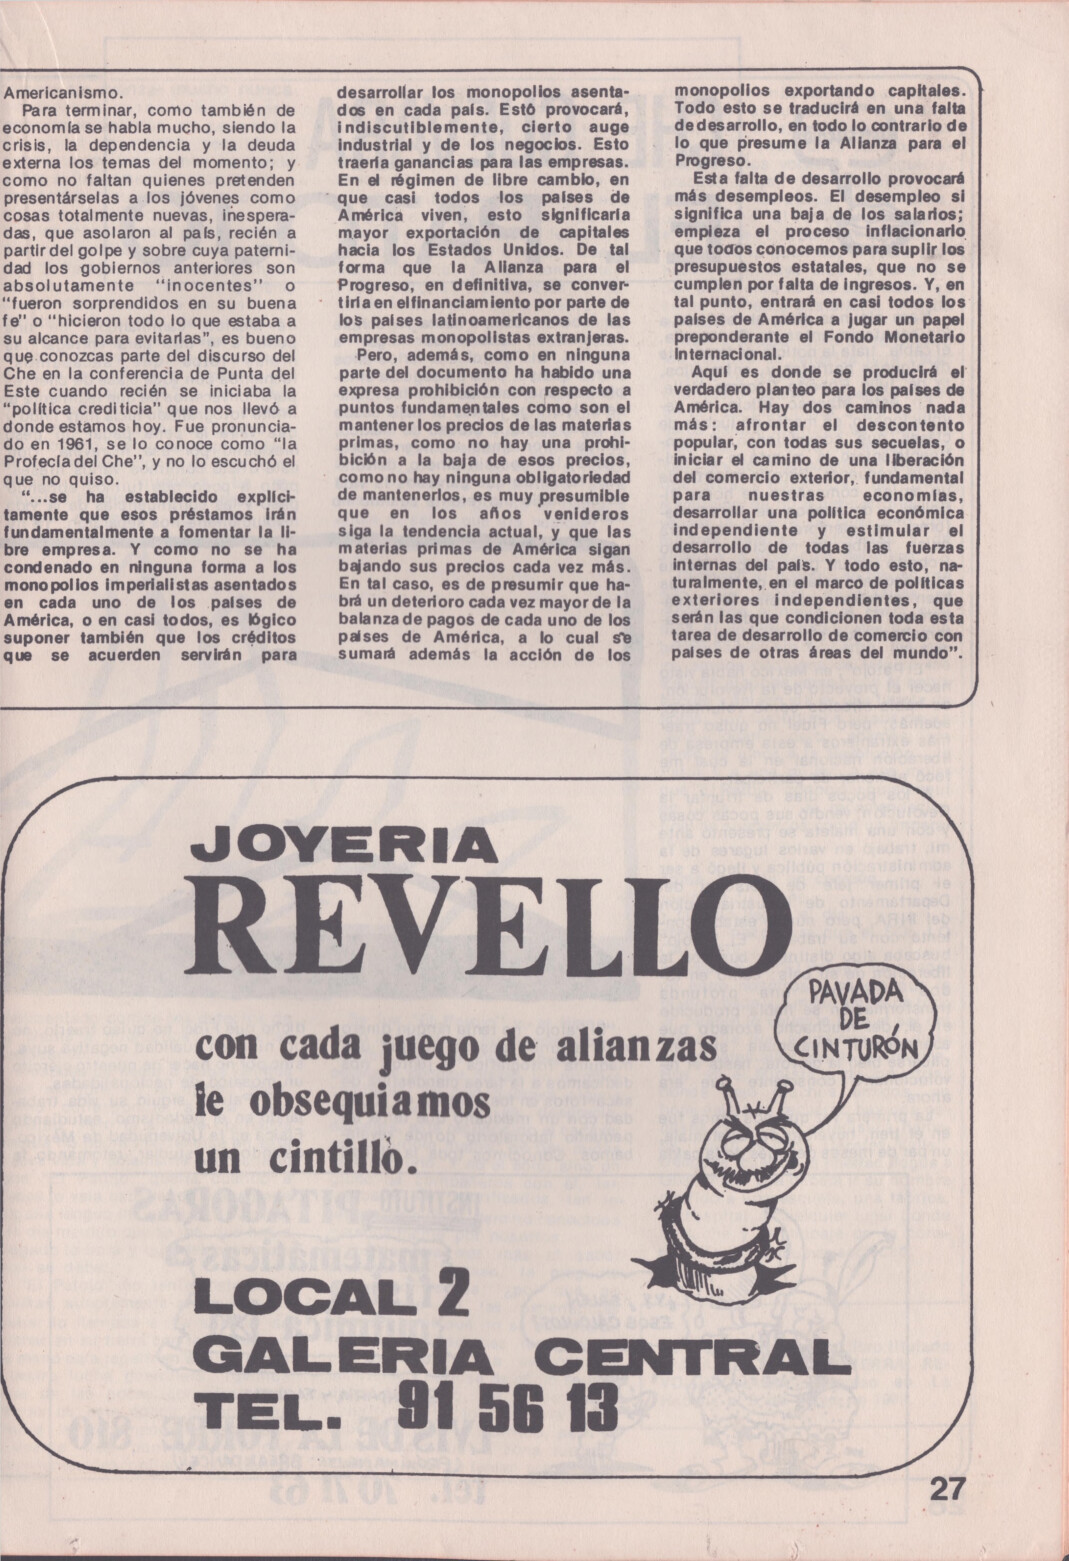 Americanismo.
Para terminar, como también de
economía se habla mucho, siendo la
crisis, la dependencia y la deuda
externa los temas del momento; y
como no faltan quienes pretenden
presentárselas a los jóvenes como
cosas totalmente nuevas, inespera-
das, que asolaron al país, recién a
partir del golpe y sobre cuya paterni-
dad los gobiernos anteriores son
absolutamente "inocentes" o
"fueron sorprendidos en su buena
fe" o "hicieron todo lo que estaba a
su alcance para evitarlas", es bueno
que conozcas parte del discurso del
Che en la conferencia de Punta del
Este cuando recién se iniciaba la
"política crediticia" que nos llevó a
donde estamos hoy. Fue pronuncia-
do en 1961, se lo conoce como "la
Profecía del Che", y no lo escuchó el
que no quiso.
"...se ha establecido explíci-
tamente que esos préstamos irán
fundamentalmente a fomentar la li-
bre empresa. Y como no se ha
condenado en ninguna forma a los
monopolios imperialistas asentados
en cada uno de los países de
América, o en casi todos, es lógico
suponer también que los créditos
que se acuerden servirán para
desarrollar los monopolios asenta-
dos en cada país. Estó provocará,
indiscutiblemente, cierto auge
industrial y de los negocios. Esto
traería ganancias para las empresas.
En el régimen de libre cambio, en
que casi todos los países de
América viven, esto significaría
mayor exportación de capitales
hacia los Estados Unidos. De tal
forma que la Alianza para el
Progreso, en definitiva, se conver-
tiría en el financiamiento por parte de
los países latinoamericanos de las
empresas monopolistas extranjeras.
Pero, además, como en ninguna
parte del documento ha habido una
expresa prohibición con respecto a
puntos fundamentales como son el
mantener los precios de las materias
primas, como no hay una prohi-
bición a la baja de esos precios,
como no hay ninguna obligatoriedad
de mantenerlos, es muy presumible
que en los años venideros
siga la tendencia actual, y que las
materias primas de América sigan
bajando sus precios cada vez más.
En tal caso, es de presumir que ha-
brá un deterioro cada vez mayor de la
balanza de pagos de cada uno de los
países de América, a lo cual se
sumará además la acción de los
monopolios exportando capitales.
Todo esto se traducirá en una falta
de desarrollo, en todo lo contrario de
lo que presume la Alianza para el
Progreso.
Esta falta de desarrollo provocará
más desempleos. El desempleo sí
significa una baja de los salarios;
empieza el proceso inflacionario
que todos conocemos para suplir los
presupuestos estatales, que no se
cumplen por falta de ingresos. Y, en
tal punto, entrará en casi todos los
países de América a jugar un papel
preponderante el Fondo Monetario
Internacional.
Aquí es donde se producirá el
verdadero planteo para los países de
América. Hay dos caminos nada
más: afrontar el descontento
popular, con todas sus secuelas, o
iniciar el camino de una liberación
del comercio exterior, fundamental
para nuestras economías,
desarrollar una política económica
independiente y estimular el
desarrollo de todas las fuerzas
internas del país. Y todo esto, na-
turalmente, en el marco de políticas
exteriores independientes, que
serán las que condicionen toda esta
tarea de desarrollo de comercio con
países de otras áreas del mundo".
JOYERIA
REVELLO
PAVADA
DE
CINTURÓN
con cada juego de alianzas
le obsequiamos
un cintillo.
LOCAL 2
GALERIA CENTRAL
TEL. 91 56 13
27